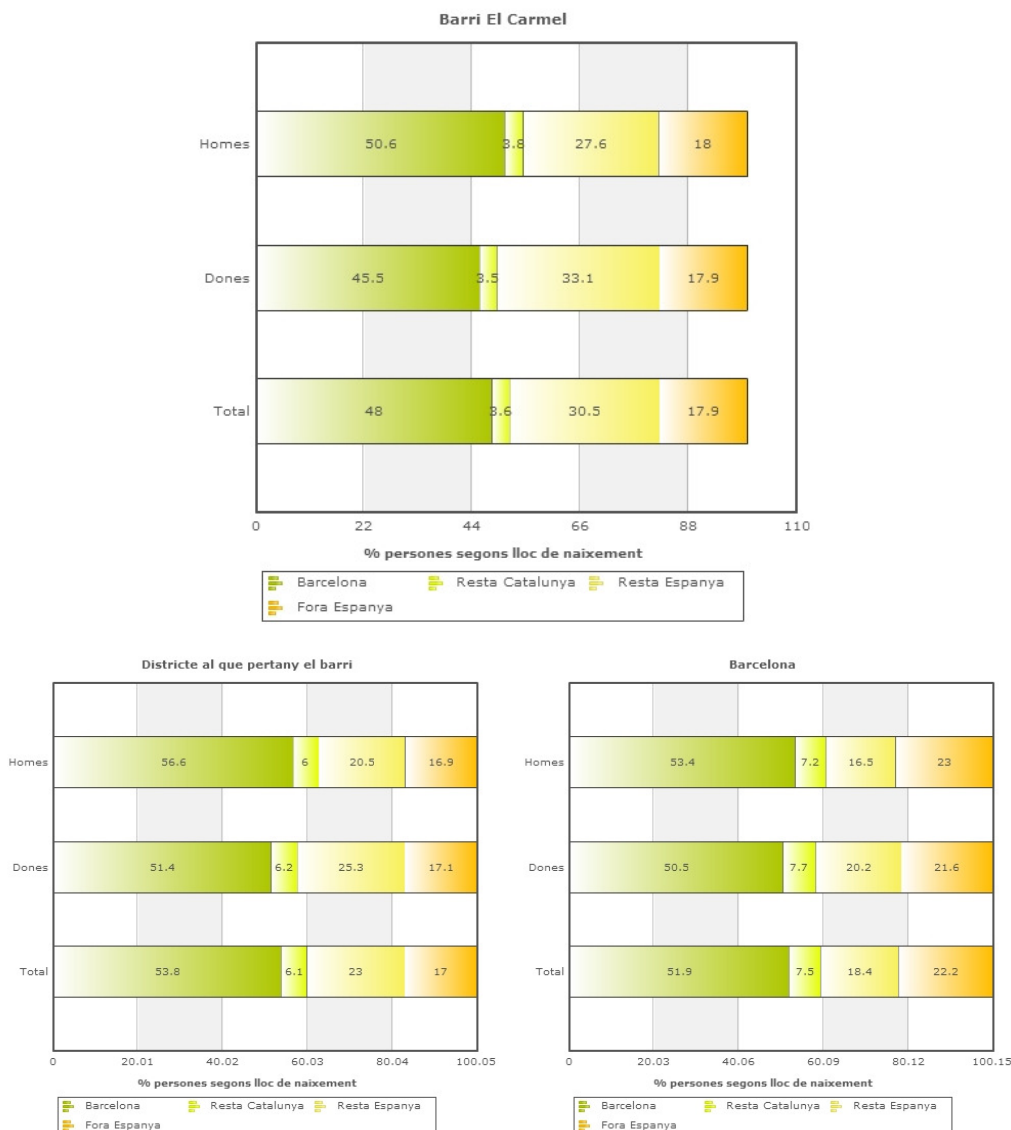 Barri El Carmel
Homes 50.6 3.8 27.6 18
Dones 45.5 3.5 33.1 17.9
Total 48 3.6 30.5 17.9
0 22 44 66 88 110
% persones segons lloc de naixement
Barcelona Resta Catalunya Resta Espanya
Fora Espanya
Districte al que pertany el barri
Homes 56.6 6 20.5 16.9
Dones 51.4 6.2 25.3 17.1
Total 53.8 6.1 23 17
0 20.01 40.02 60.03 80.04 100.05
% persones segons lloc de naixement
Barcelona Resta Catalunya Resta Espanya
Fora Espanya
Barcelona
Homes 53.4 7.2 16.5 23
Dones 50.5 7.7 20.2 21.6
Total 51.9 7.5 18.4 22.2
0 20.03 40.06 60.09 80.12 100.15
% persones segons lloc de naixement
Barcelona Resta Catalunya Resta Espanya
Fora Espanya